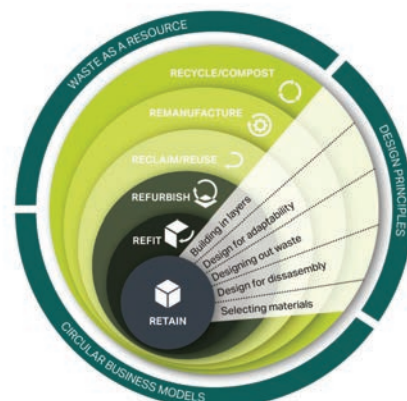 WASTE AS A RESOURCE
RECYCLE/COMPOST
REMANUFACTURE
RECLAIM/REUSE
REFURBISH
REFIT
RETAIN
Building in layers
Design for adaptability
Designing out waste
Design for dissasembly
Selecting materials
DESIGN PRINCIPLES
CIRCULAR BUSINESS MODELS